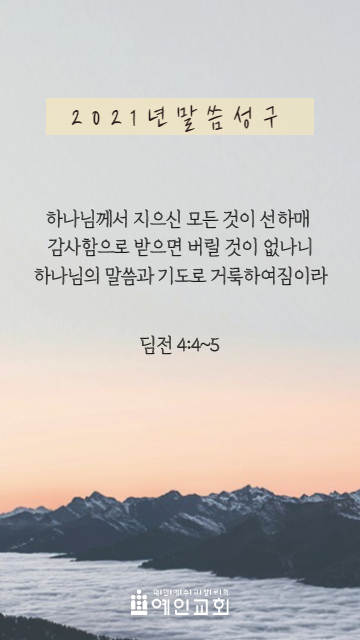 2021년말씀성구
하나님께서 지으신 모든 것이 선하매
감사함으로 받으면 버릴 것이 없나니
하나님의 말씀과 기도로 거룩하여짐이라
딤전 4:4~5
예인교회